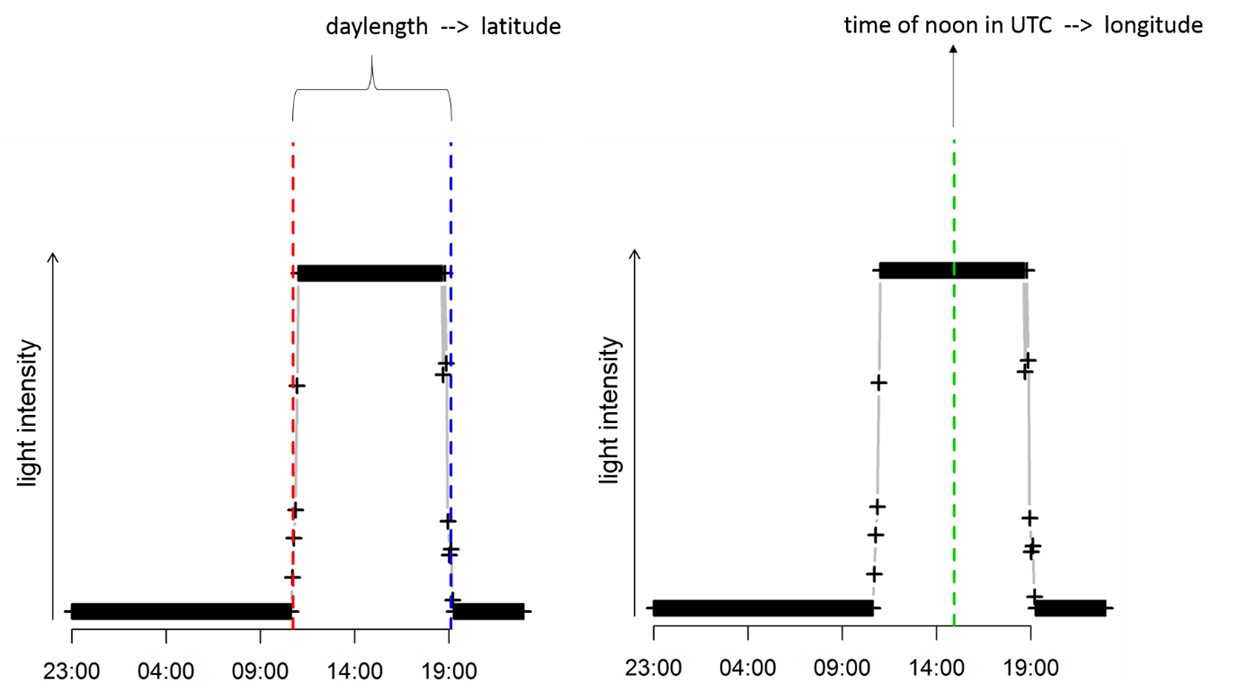 daylength --> latitude
light intensity
23:00 04:00 09:00 14:00 19:00
time of noon in UTC --> longitude
light intensity
23:00 04:00 09:00 14:00 19:00